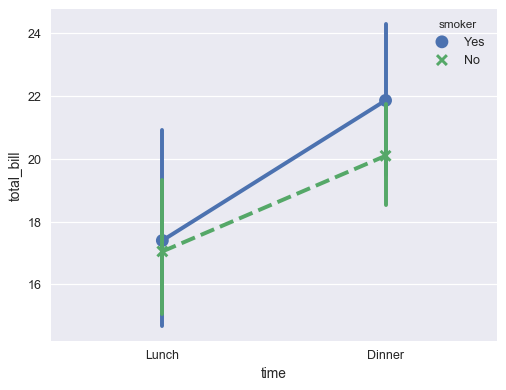 smoker
Yes
No
24
22
20
18
16
total_bill
Lunch
Dinner
time